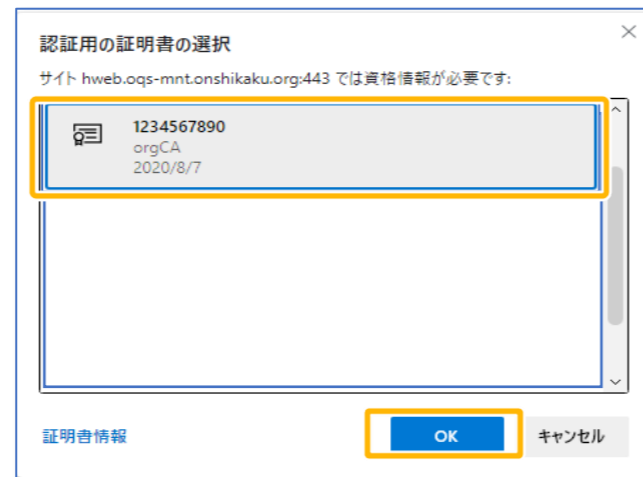 認証用の証明書の選択
サイト hweb.oqs-mnt.onshikaku.org:443 では資格情報が必要です:
1234567890
orgCA
2020/8/7
証明書情報
OK
キャンセル